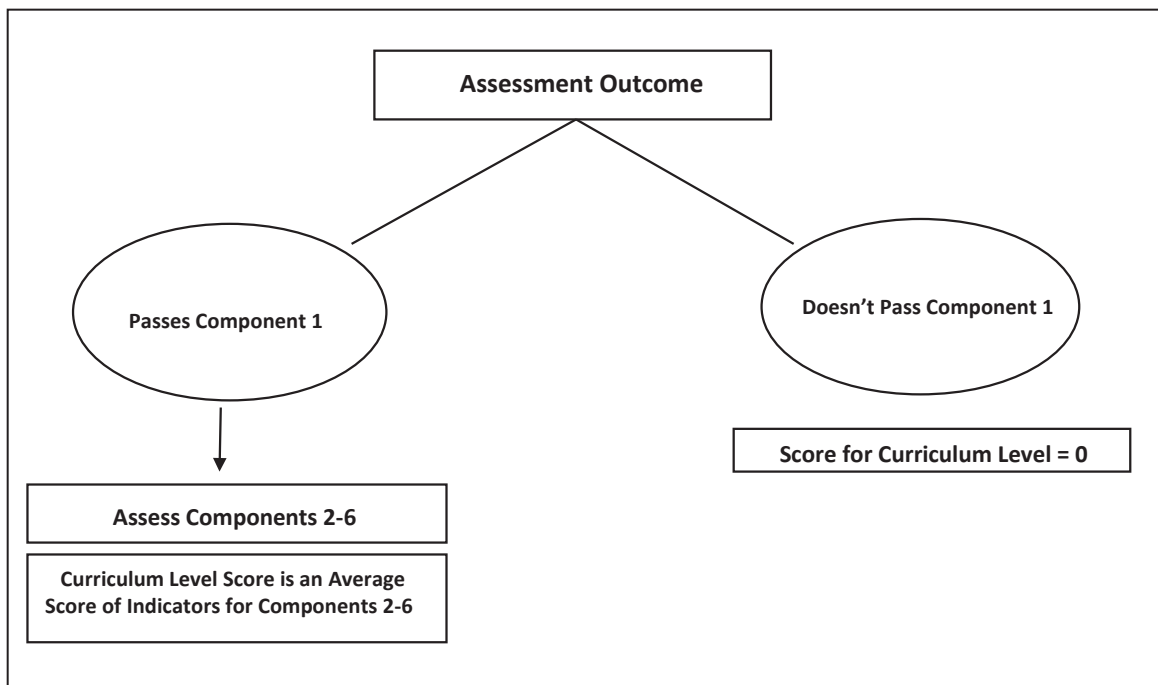 Assessment Outcome
Passes Component 1
Doesn’t Pass Component 1
Score for Curriculum Level = 0
Assess Components 2-6
Curriculum Level Score is an Average
Score of Indicators for Components 2-6